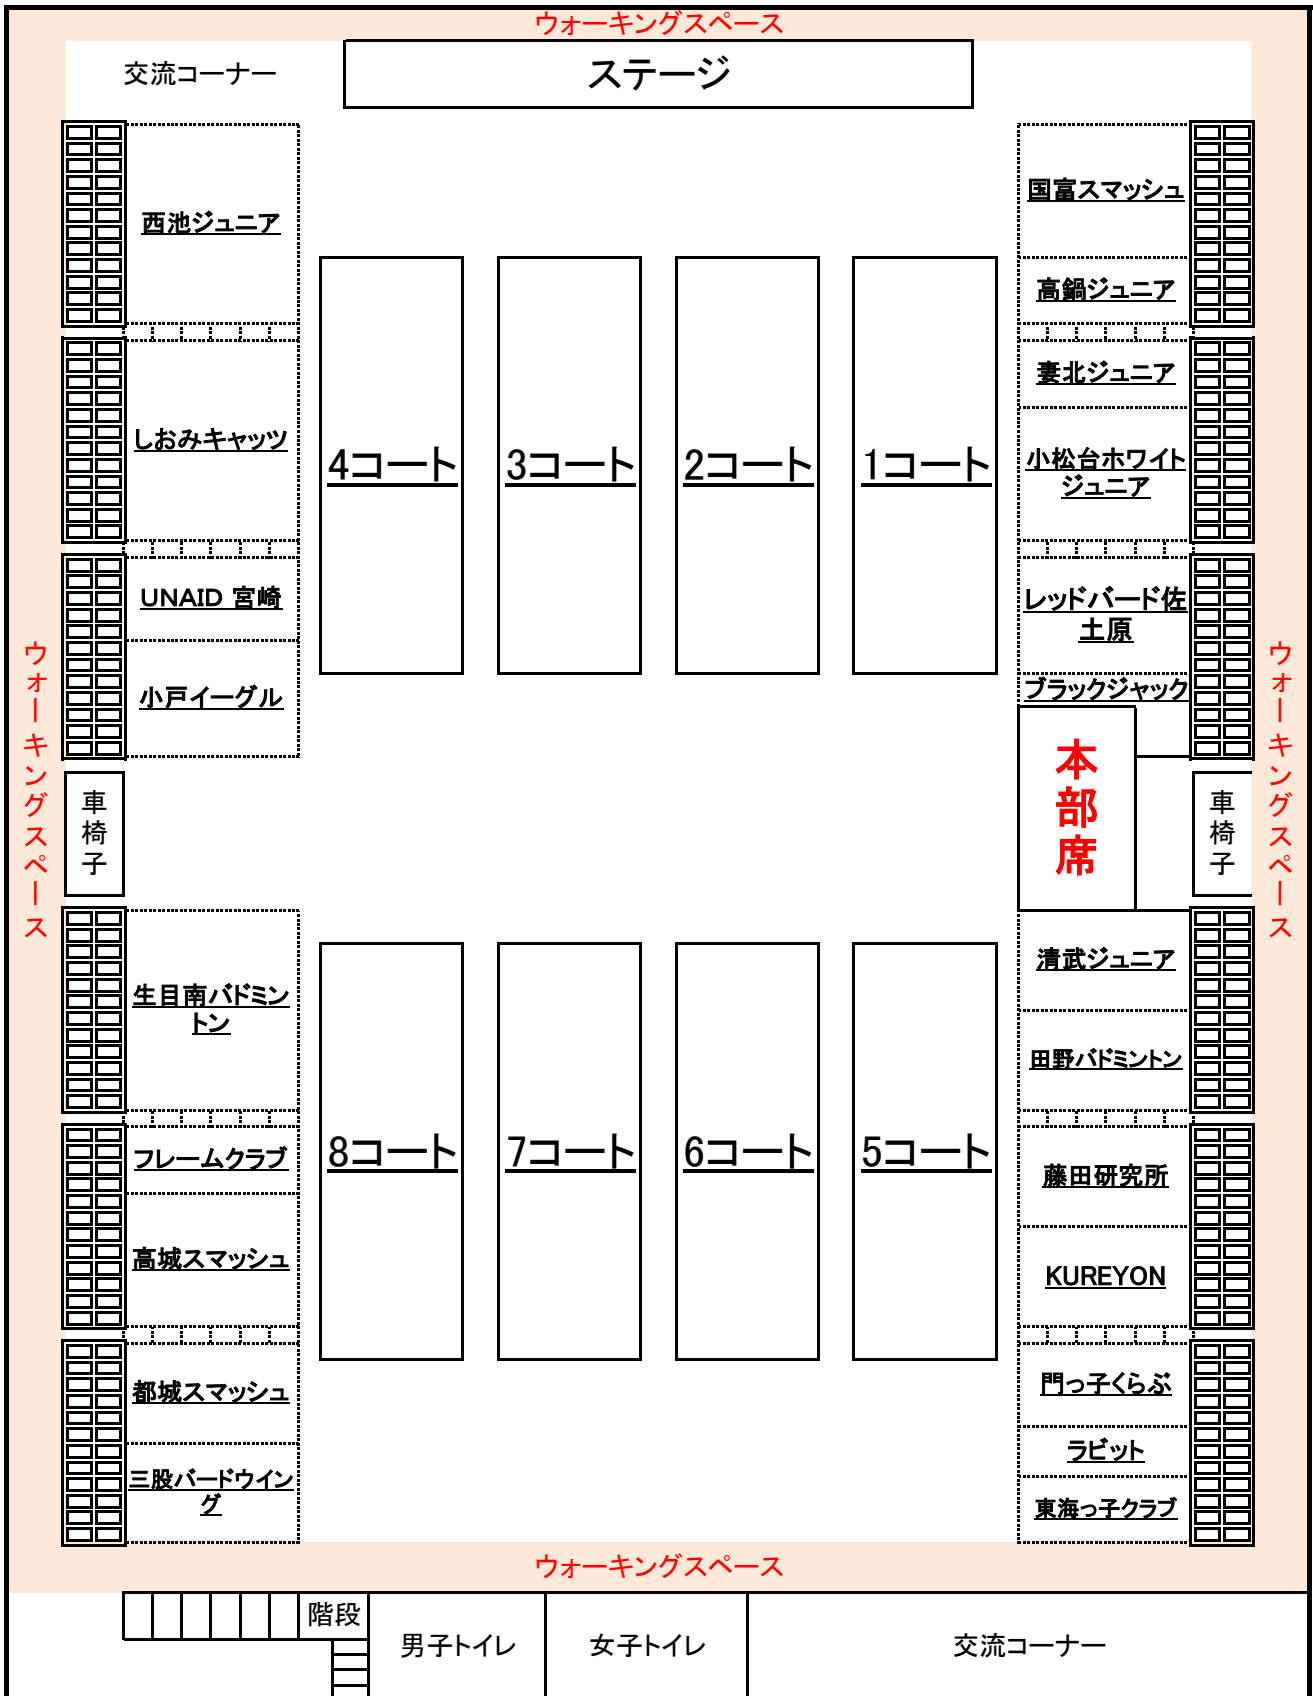 ウォーキングスペース
交流コーナー
ステージ
西池ジュニア
国富スマッシュ
高鍋ジュニア
妻北ジュニア
しおみキャッツ
4コート
3コート
2コート
1コート
小松台ホワイト
ジュニア
UNAID 宮崎
レッドバード佐
土原
小戸イーグル
ブラックジャック
ウォーキングスペース
ウォーキングスペース
本部席
車椅子
車椅子
生目南バドミン
トン
清武ジュニア
田野バドミントン
フレームクラブ
8コート
7コート
6コート
5コート
藤田研究所
高城スマッシュ
KUREYON
都城スマッシュ
門っ子くらぶ
ラビット
三股バードウイン
グ
東海っ子クラブ
ウォーキングスペース
階段
男子トイレ
女子トイレ
交流コーナー